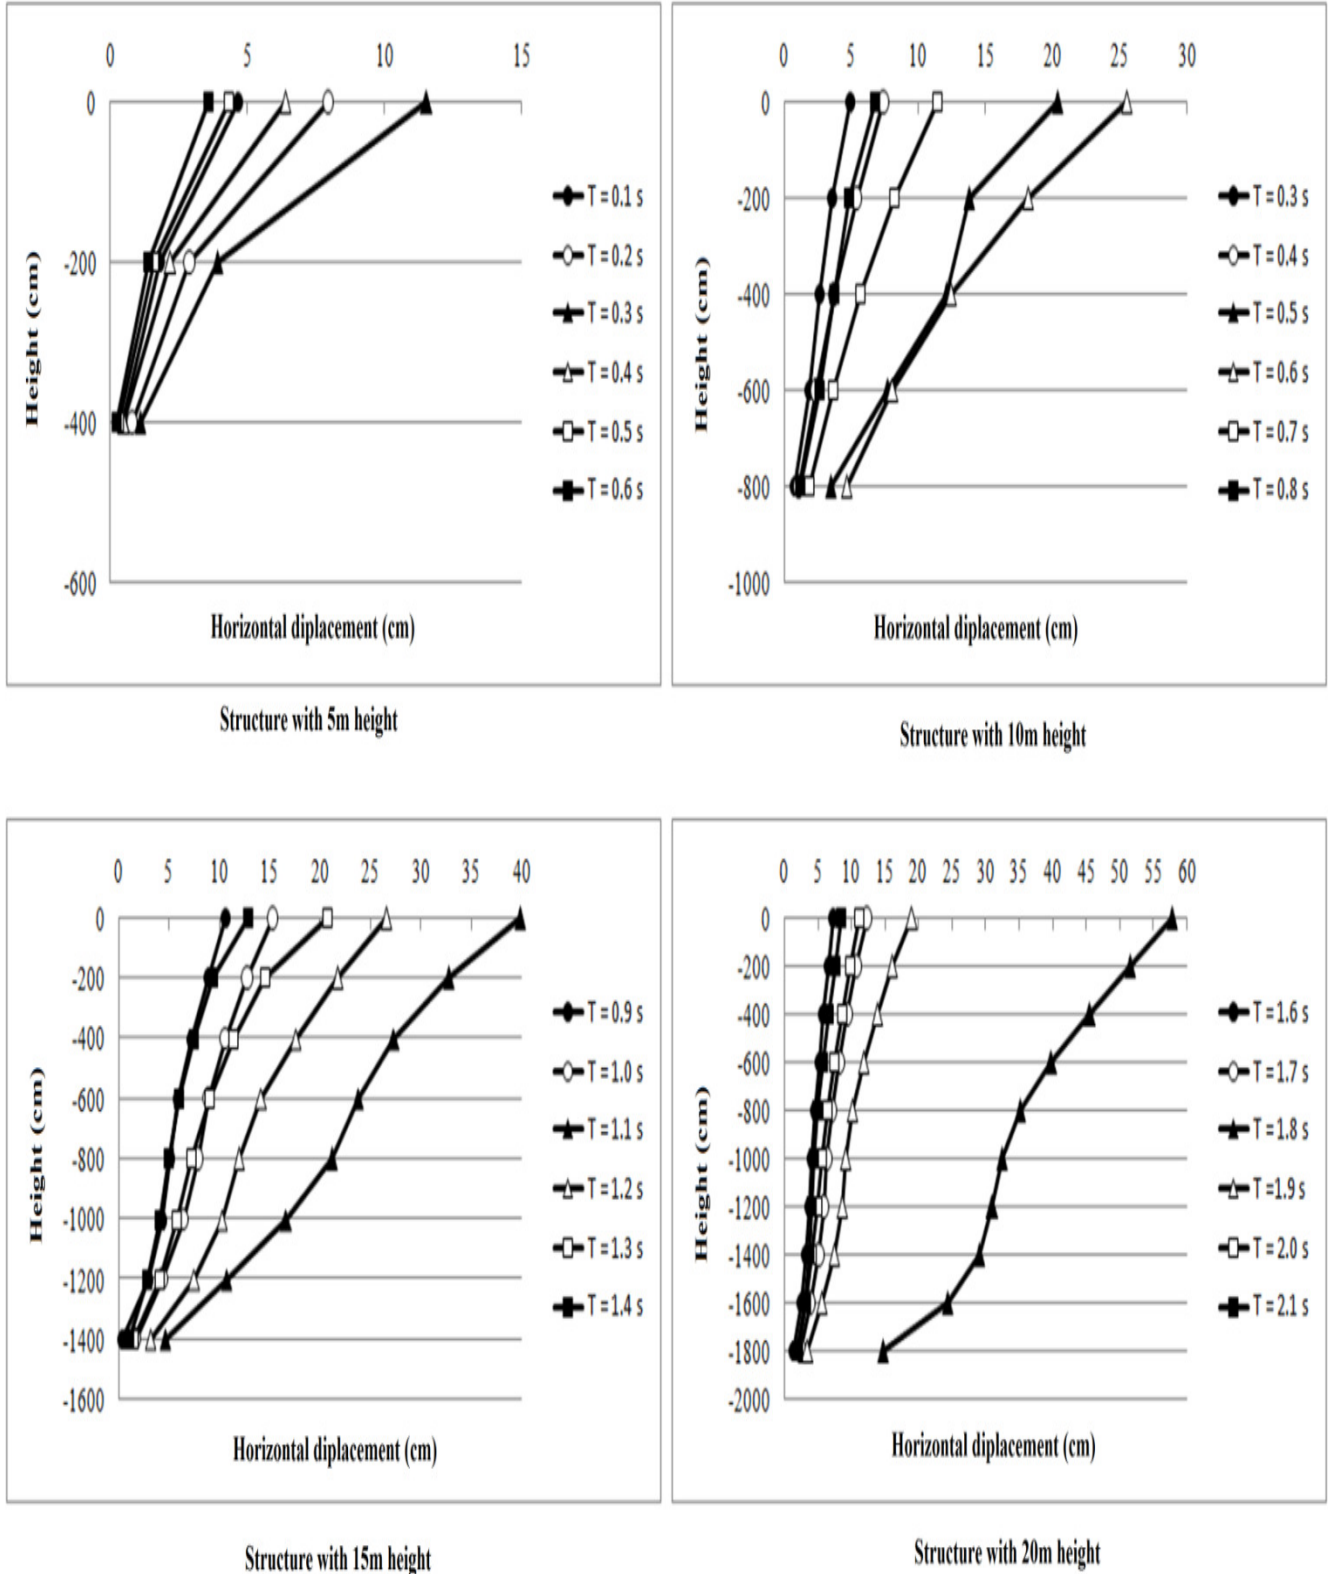 0 5 10 15
0
-200
-400
-600
Height (cm)
T = 0.1 s
T = 0.2 s
T = 0.3 s
T = 0.4 s
T = 0.5 s
T = 0.6 s
Horizontal diplacement (cm)
Structure with 5m height
0 5 10 15 20 25 30
0
-200
-400
-600
-800
-1000
Height (cm)
T = 0.3 s
T = 0.4 s
T = 0.5 s
T = 0.6 s
T = 0.7 s
T = 0.8 s
Horizontal diplacement (cm)
Structure with 10m height
0 5 10 15 20 25 30 35 40
0
-200
-400
-600
-800
-1000
-1200
-1400
-1600
Height (cm)
T = 0.9 s
T = 1.0 s
T = 1.1 s
T = 1.2 s
T = 1.3 s
T = 1.4 s
Horizontal diplacement (cm)
Structure with 15m height
0 5 10 15 20 25 30 35 40 45 50 55 60
0
-200
-400
-600
-800
-1000
-1200
-1400
-1600
-1800
-2000
Height (cm)
T = 1.6 s
T = 1.7 s
T = 1.8 s
T =1.9 s
T = 2.0 s
T = 2.1 s
Horizontal diplacement (cm)
Structure with 20m height